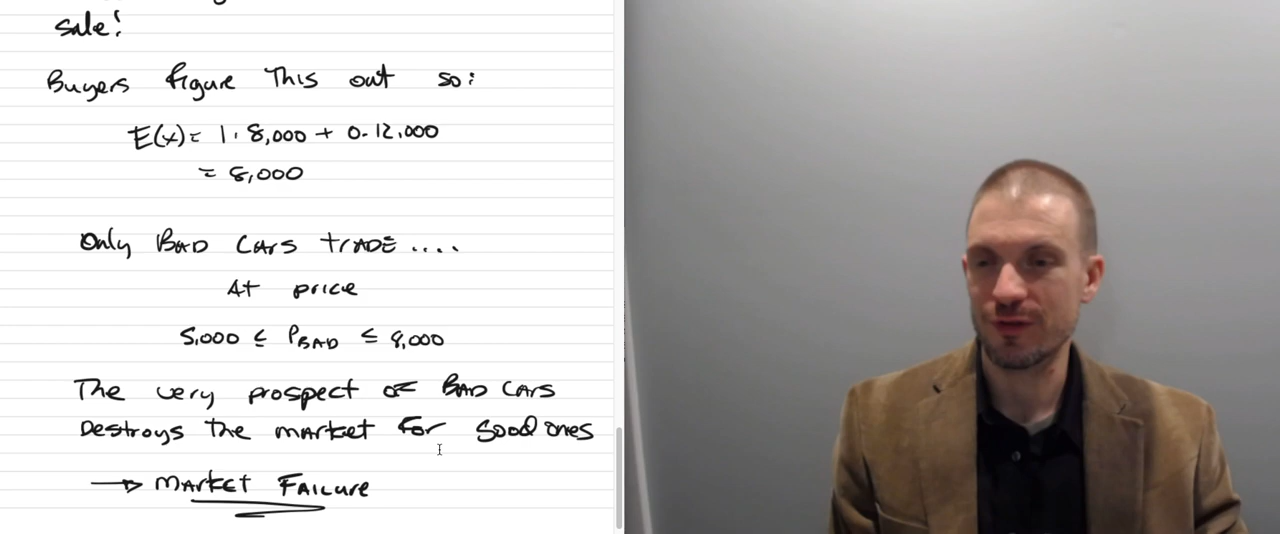 sale!
Buyers figure This out so:
E(x) = 1. 8,000 + 0. 12,000
= 8,000
Only BAD CArs trADE ....
At price
5,000 ≤ PBAD ≤ 8,000
The very prospect of BAD CArs
Destroys the market for Good ones
→ MArkET FAILure